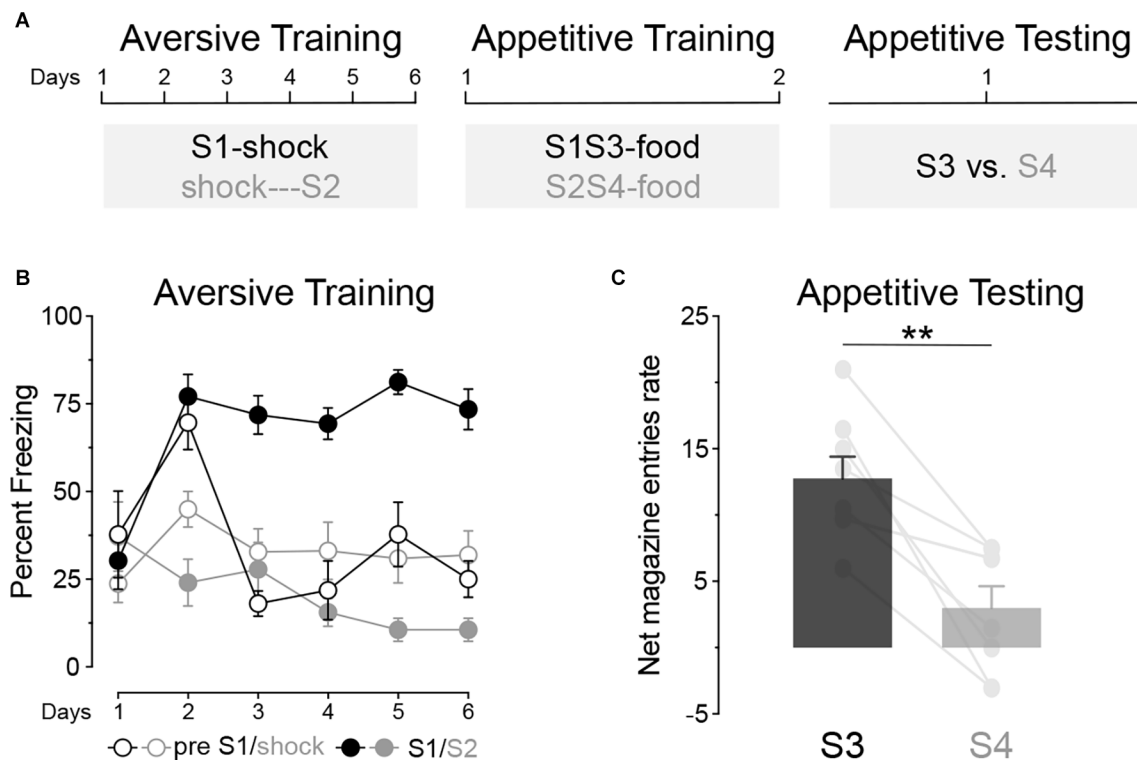 A
Aversive Training
Appetitive Training
Appetitive Testing
Days 1 2 3 4 5 6
1 2
1
S1-shock
shock---S2
S1S3-food
S2S4-food
S3 vs. S4
B
Aversive Training
Percent Freezing
100
75
50
25
0
Days 1 2 3 4 5 6
pre S1/shock S1/S2
C
Appetitive Testing
Net magazine entries rate
25
15
5
-5
**
S3 S4